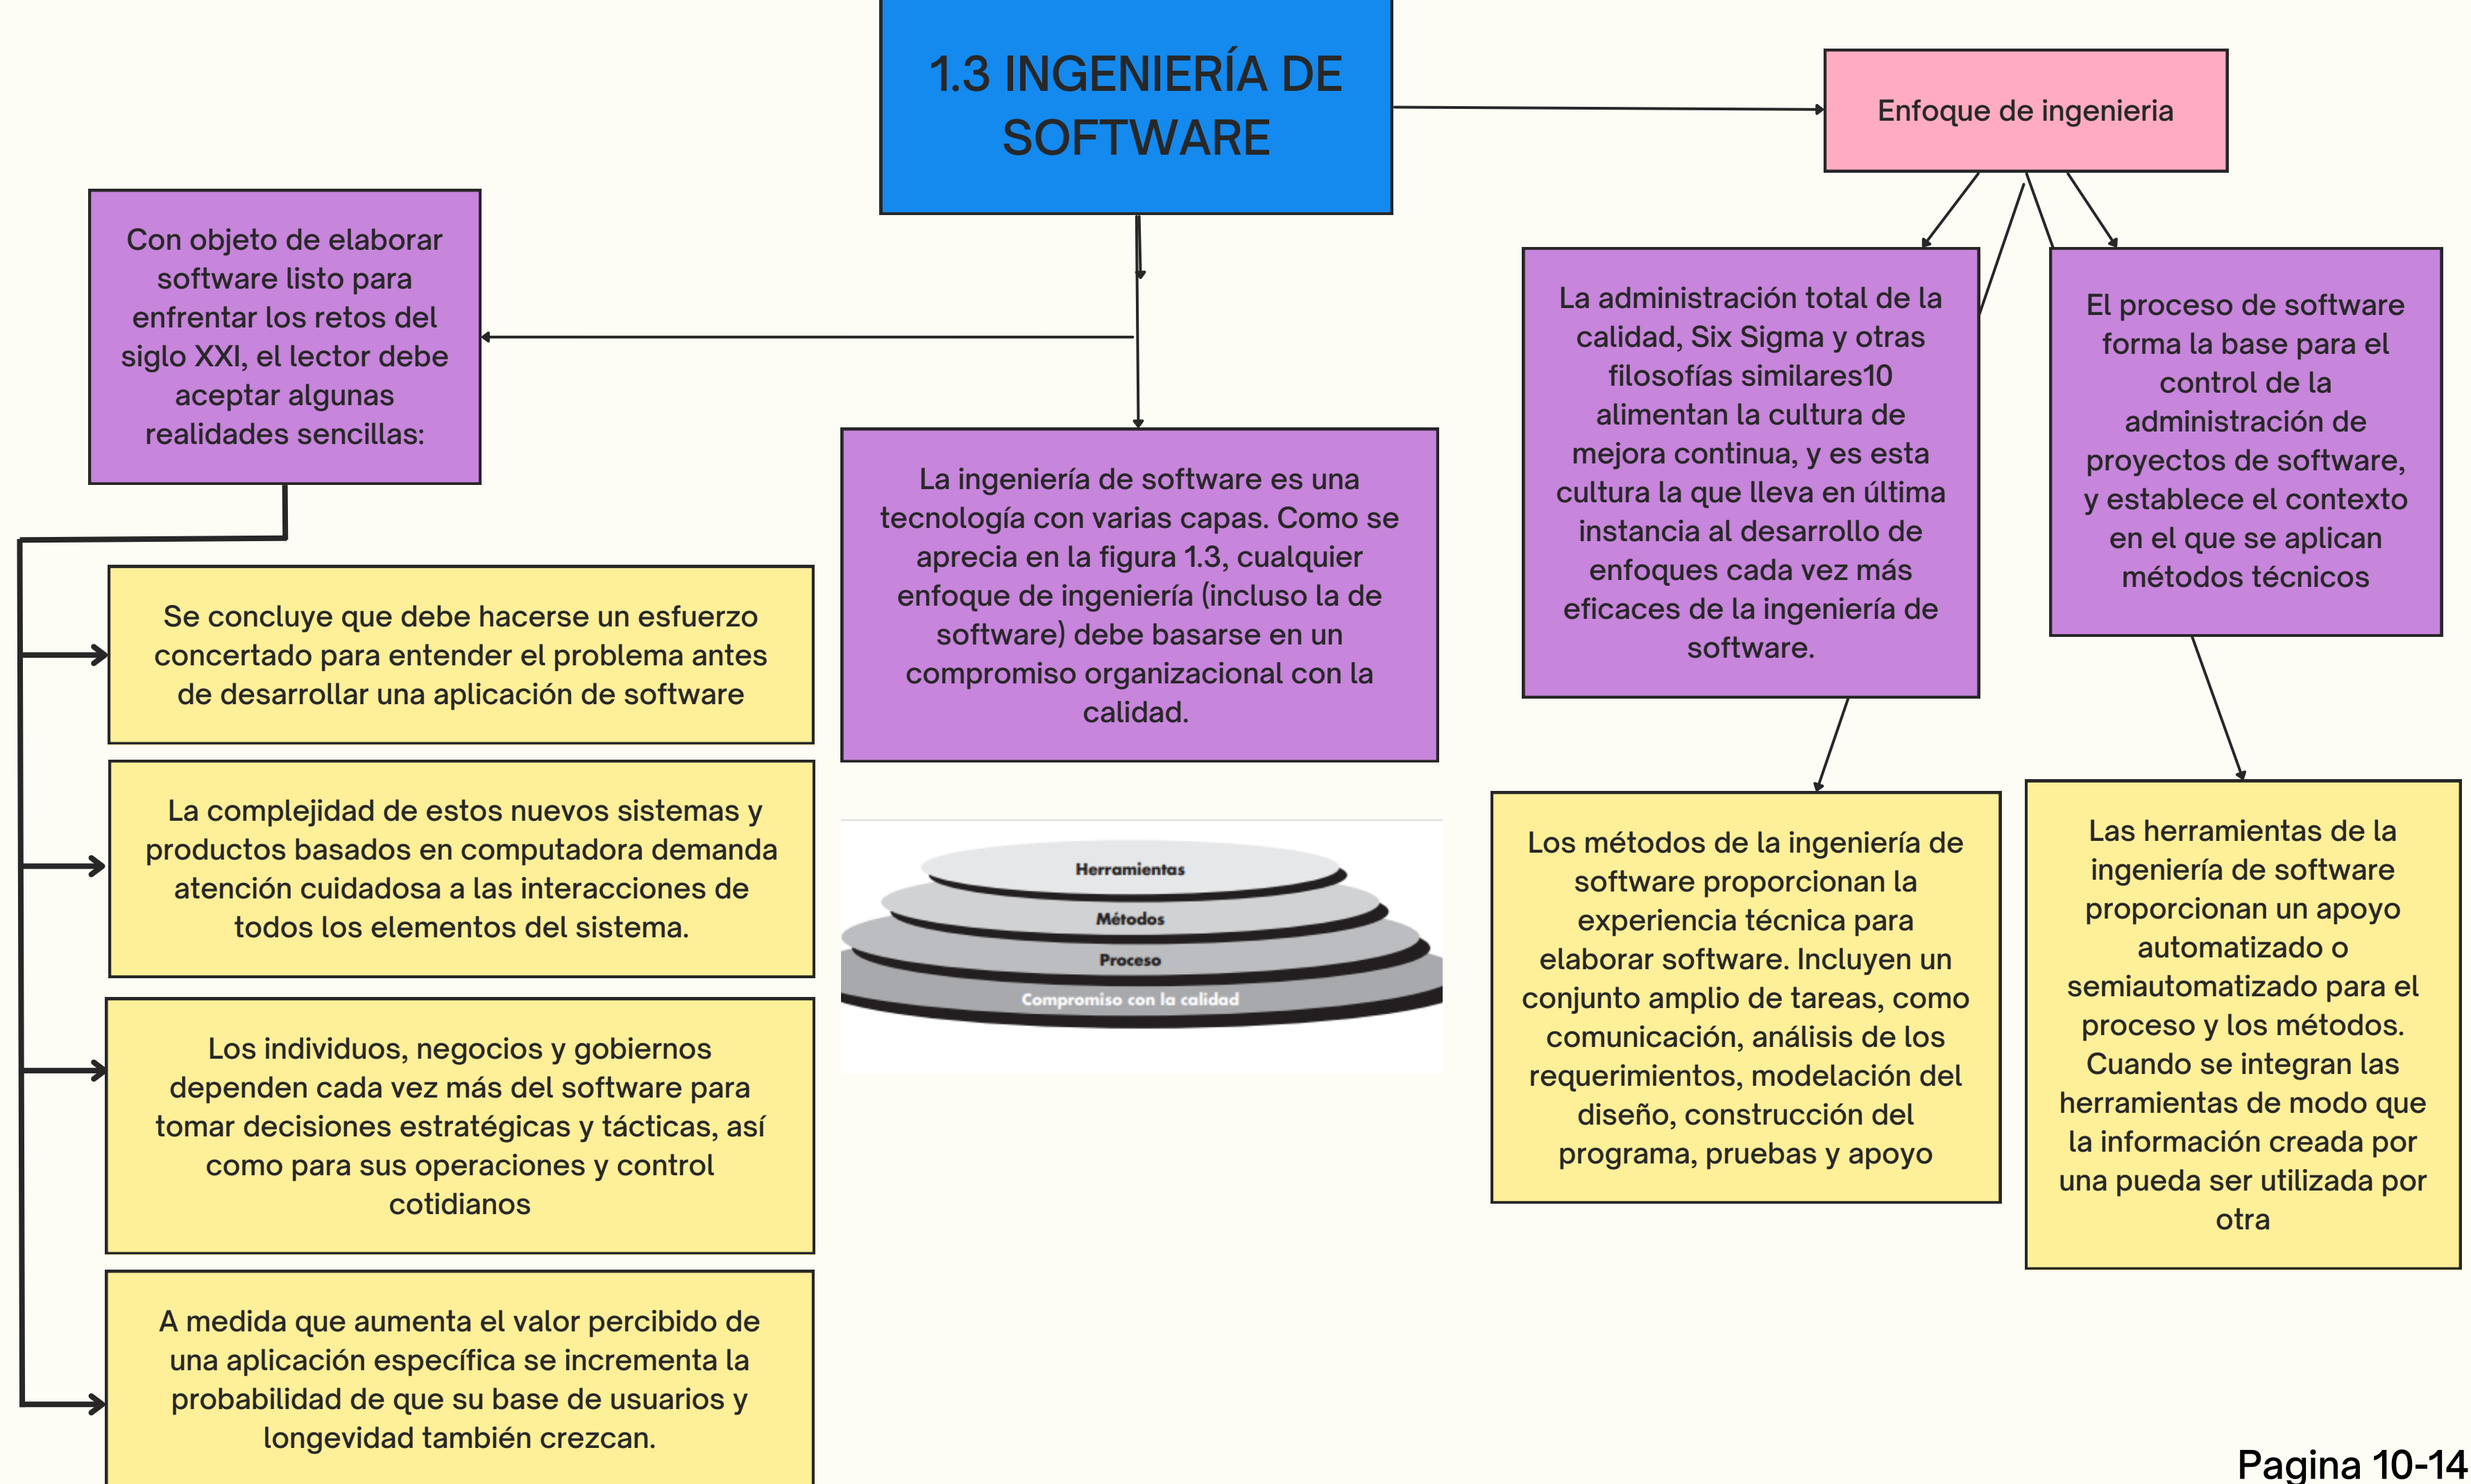 1.3 INGENIERÍA DE
SOFTWARE
Enfoque de ingenieria
Con objeto de elaborar
software listo para
enfrentar los retos del
siglo XXI, el lector debe
aceptar algunas
realidades sencillas:
Se concluye que debe hacerse un esfuerzo
concertado para entender el problema antes
de desarrollar una aplicación de software
La complejidad de estos nuevos sistemas y
productos basados en computadora demanda
atención cuidadosa a las interacciones de
todos los elementos del sistema.
Los individuos, negocios y gobiernos
dependen cada vez más del software para
tomar decisiones estratégicas y tácticas, así
como para sus operaciones y control
cotidianos
A medida que aumenta el valor percibido de
una aplicación específica se incrementa la
probabilidad de que su base de usuarios y
longevidad también crezcan.
La ingeniería de software es una
tecnología con varias capas. Como se
aprecia en la figura 1.3, cualquier
enfoque de ingeniería (incluso la de
software) debe basarse en un
compromiso organizacional con la
calidad.
Herramientas
Métodos
Proceso
Compromiso con la calidad
La administración total de la
calidad, Six Sigma y otras
filosofías similares10
alimentan la cultura de
mejora continua, y es esta
cultura la que lleva en última
instancia al desarrollo de
enfoques cada vez más
eficaces de la ingeniería de
software.
El proceso de software
forma la base para el
control de la
administración de
proyectos de software,
y establece el contexto
en el que se aplican
métodos técnicos
Los métodos de la ingeniería de
software proporcionan la
experiencia técnica para
elaborar software. Incluyen un
conjunto amplio de tareas, como
comunicación, análisis de los
requerimientos, modelación del
diseño, construcción del
programa, pruebas y apoyo
Las herramientas de la
ingeniería de software
proporcionan un apoyo
automatizado o
semiautomatizado para el
proceso y los métodos.
Cuando se integran las
herramientas de modo que
la información creada por
una pueda ser utilizada por
otra
Pagina 10-14